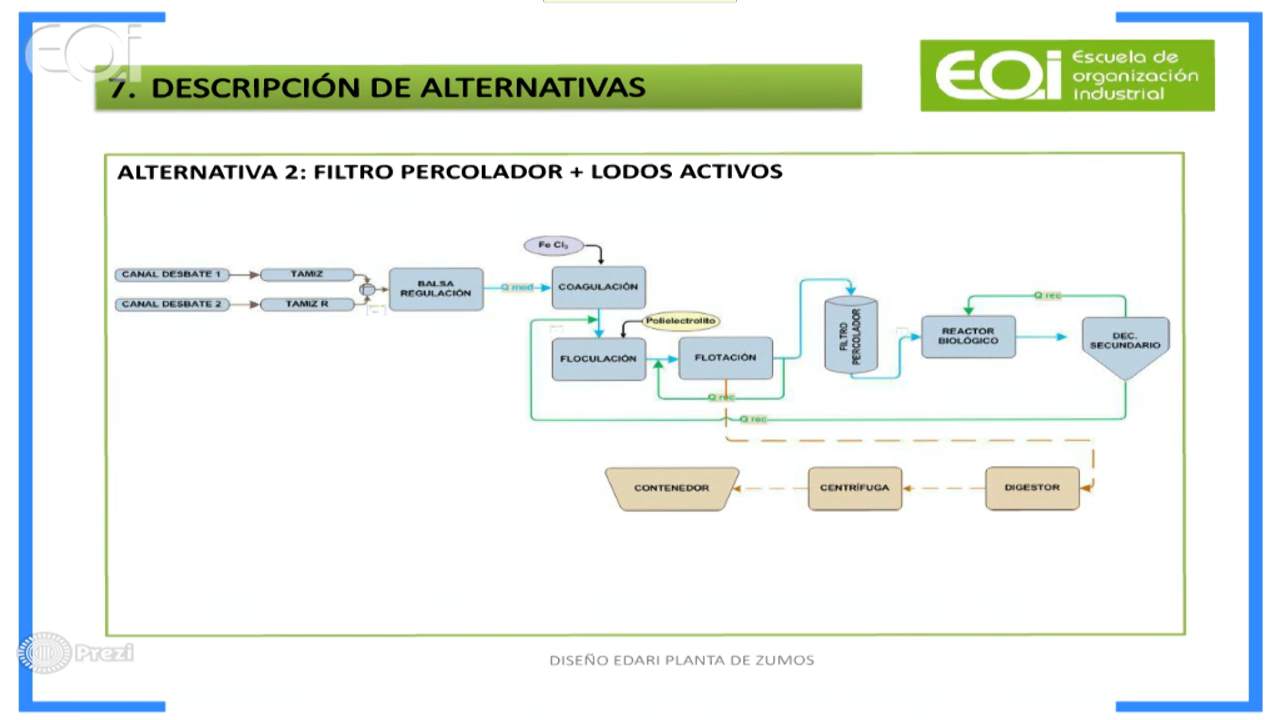 EOi
7. DESCRIPCIÓN DE ALTERNATIVAS
EOi Escuela de
organización
industrial
ALTERNATIVA 2: FILTRO PERCOLADOR + LODOS ACTIVOS
Fe Cl₃
CANAL DESBATE 1
TAMIZ
CANAL DESBATE 2
TAMIZ R
BALSA
REGULACIÓN
Q med
COAGULACIÓN
Polielectrolito
FLOCULACIÓN
FLOTACIÓN
Q rec
Q rec
FILTRO
PERCOLADOR
REACTOR
BIOLÓGICO
Q rec
DEC.
SECUNDARIO
CONTENEDOR
CENTRÍFUGA
DIGESTOR
DISEÑO EDARI PLANTA DE ZUMOS
Prezi